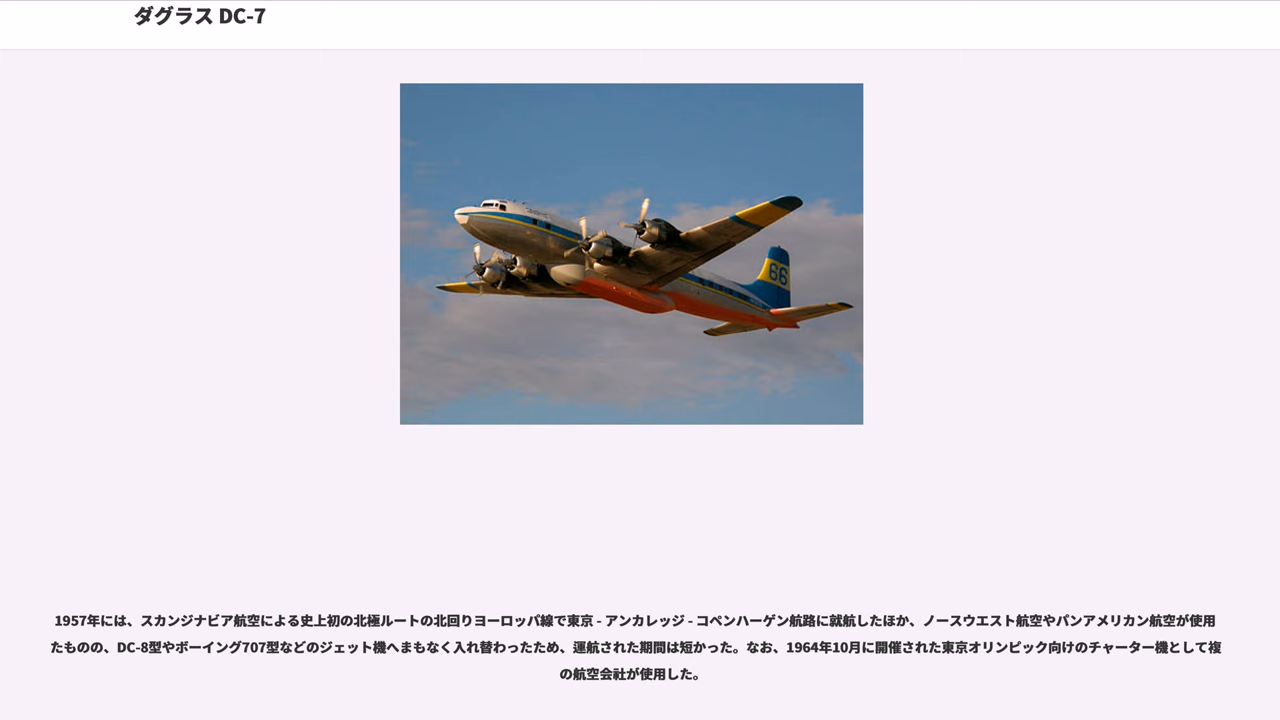 ダグラス DC-7
66
1957年には、スカンジナビア航空による史上初の北極ルートの北回りヨーロッパ線で東京 - アンカレッジ - コペンハーゲン航路に就航したほか、ノースウエスト航空やパンアメリカン航空が使用
たものの、DC-8型やボーイング707型などのジェット機へまもなく入れ替わったため、運航された期間は短かった。なお、1964年10月に開催された東京オリンピック向けのチャーター機として複
の航空会社が使用した。